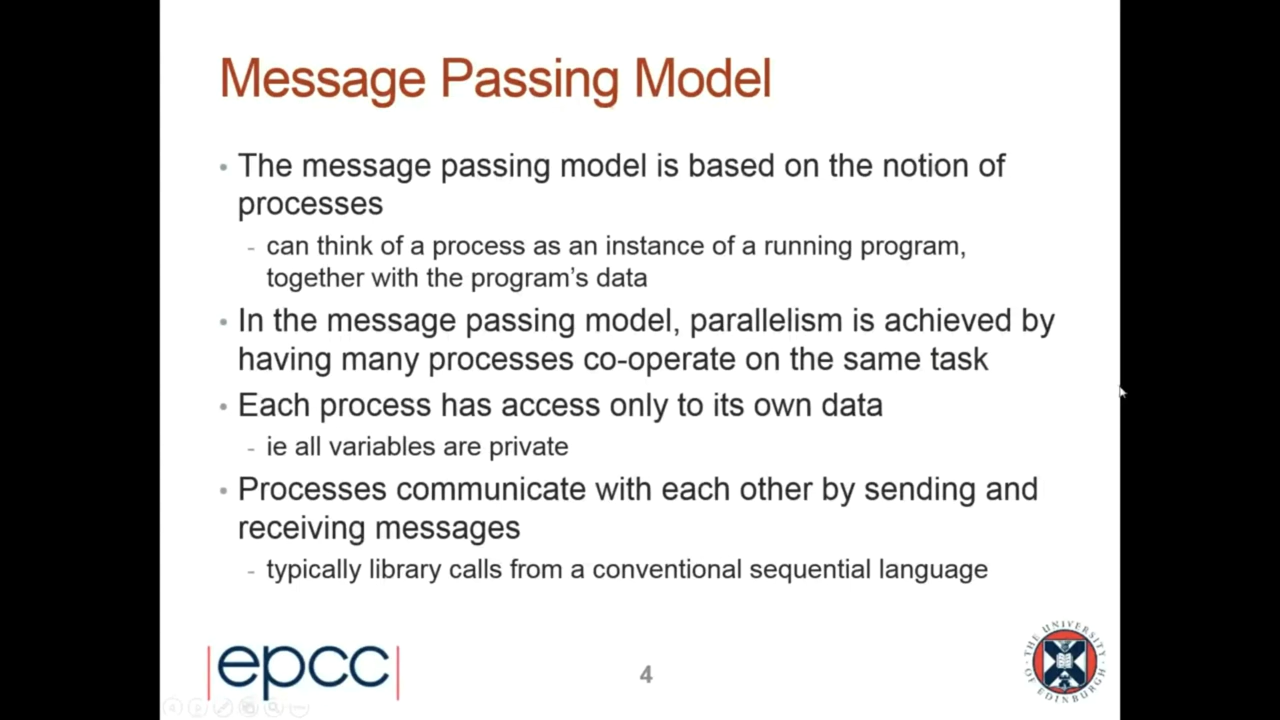 Message Passing Model
• The message passing model is based on the notion of
processes
- can think of a process as an instance of a running program,
together with the program's data
• In the message passing model, parallelism is achieved by
having many processes co-operate on the same task
• Each process has access only to its own data
- ie all variables are private
• Processes communicate with each other by sending and
receiving messages
- typically library calls from a conventional sequential language
|epcc|
4
THE UNIVERSITY
OF EDINBURGH